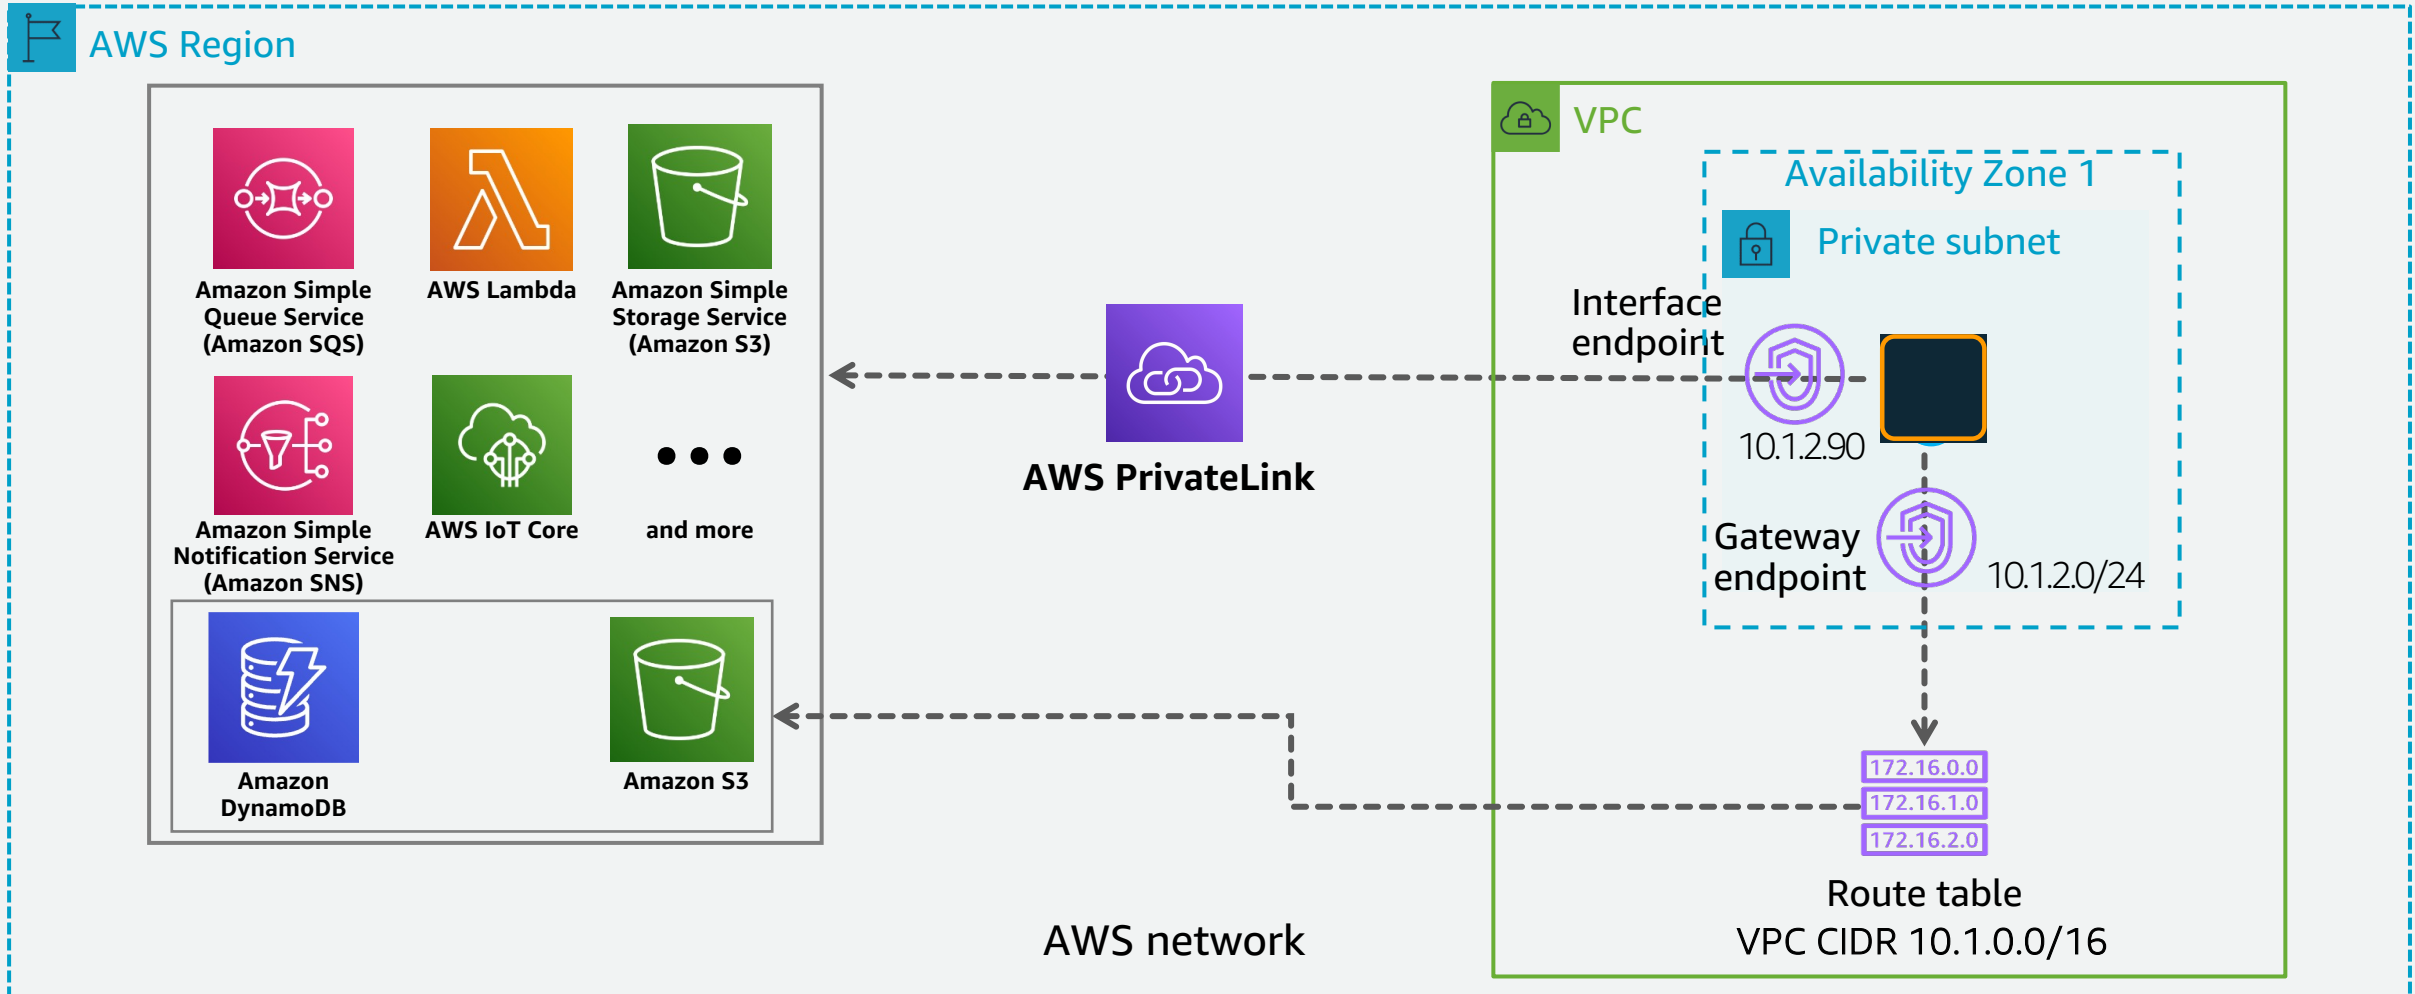 AWS Region
Amazon Simple
Queue Service
(Amazon SQS)
AWS Lambda
Amazon Simple
Storage Service
(Amazon S3)
Amazon Simple
Notification Service
(Amazon SNS)
AWS IoT Core
and more
Amazon
DynamoDB
Amazon S3
AWS PrivateLink
AWS network
VPC
Availability Zone 1
Private subnet
Interface
endpoint
10.1.2.90
Gateway
endpoint
10.1.2.0/24
172.16.0.0
172.16.1.0
172.16.2.0
Route table
VPC CIDR 10.1.0.0/16